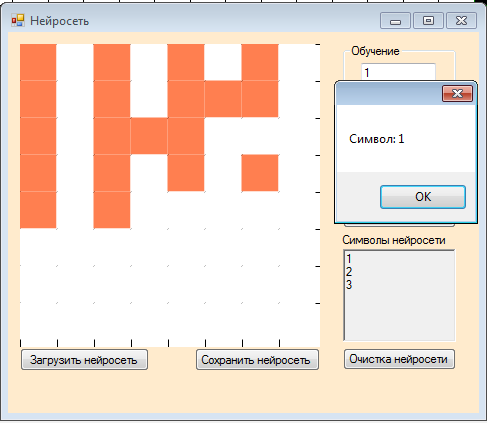 Нейросеть
Обучение
1
Символ: 1
OK
Символы нейросети
1
2
3
Загрузить нейросеть
Сохранить нейросеть
Очистка нейросети